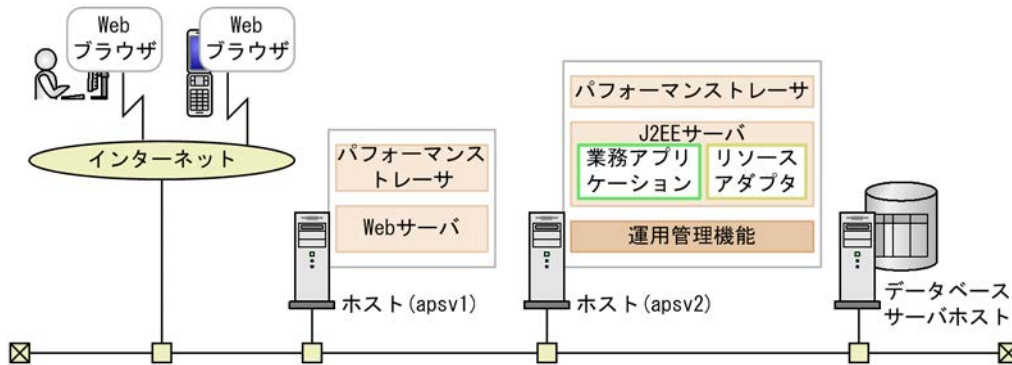 Web
ブラウザ
Web
ブラウザ
インターネット
パフォーマンス
トレーサ
Webサーバ
ホスト(apsv1)
パフォーマンストレーサ
J2EEサーバ
業務アプリ
ケーション
リソース
アダプタ
運用管理機能
ホスト(apsv2)
データベース
サーバホスト